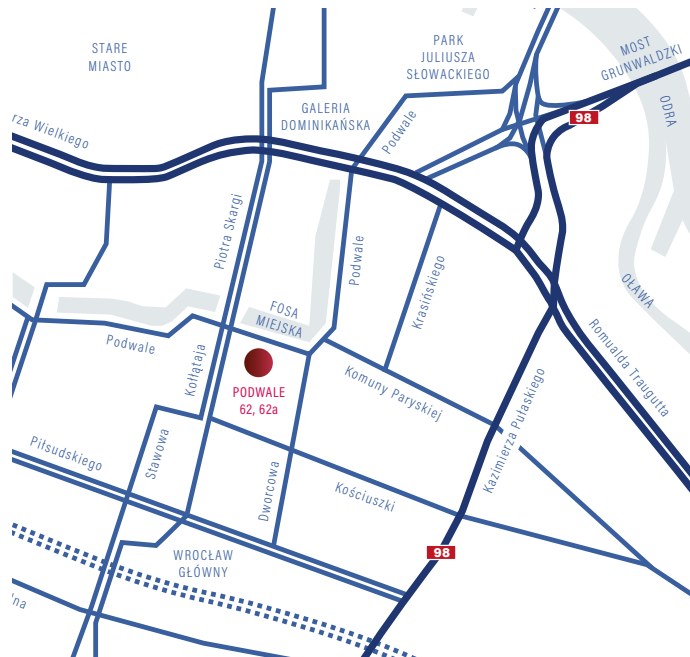 STARE
MIASTO
PARK
JULIUSZA
SŁOWACKIEGO
MOST
GRUNWALDZKI
ODRA
98
rza Wielkiego
GALERIA
DOMINIKAŃSKA
Podwale
Piotra Skargi
Podwale
Krasińskiego
OŁAWA
FOSA
MIEJSKA
Podwale
Kołłątaja
PODWALE
62, 62a
Komuny Paryskiej
Romualda Traugutta
Kazimierza Pułaskiego
Piłsudskiego
Stawowa
Dworcowa
Kościuszki
WROCŁAW
GŁÓWNY
98
lna